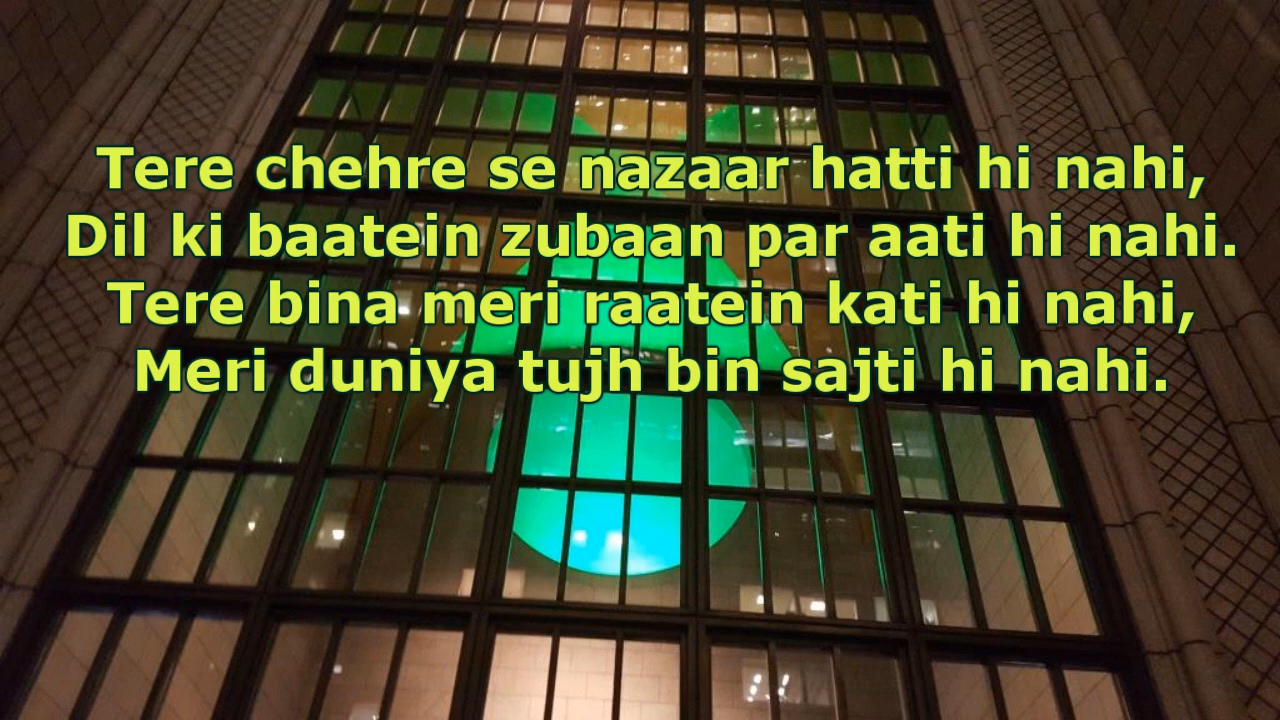 Tere chehre se nazaar hatti hi nahi,
Dil ki baatein zubaan par aati hi nahi.
Tere bina meri raatein kati hi nahi,
Meri duniya tujh bin sajti hi nahi.